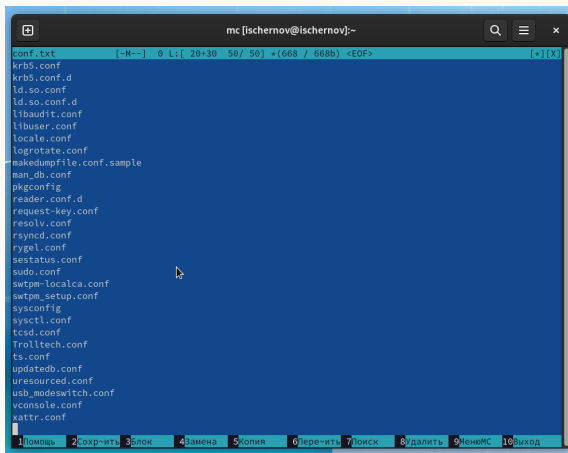 mc [ischernov@ischernov]:~
conf.txt [-M--] 0 L:[ 20+30 50/ 50] *(668 / 668b) <EOF> [*][X]
krb5.conf
krb5.conf.d
ld.so.conf
ld.so.conf.d
libaudit.conf
libuser.conf
locale.conf
logrotate.conf
makedumpfile.conf.sample
man_db.conf
pkgconfig
reader.conf.d
request-key.conf
resolv.conf
rsyncd.conf
rygel.conf
sestatus.conf
sudo.conf
swtpm-localca.conf
swtpm_setup.conf
sysconfig
sysctl.conf
tcsd.conf
Trolltech.conf
ts.conf
updatedb.conf
uresourced.conf
usb_modeswitch.conf
vconsole.conf
xattr.conf
1Помощь 2Сохр~ить 3Блок 4Замена 5Копия 6Пере~ить 7Поиск 8Удалить 9МенюMC 10Выход